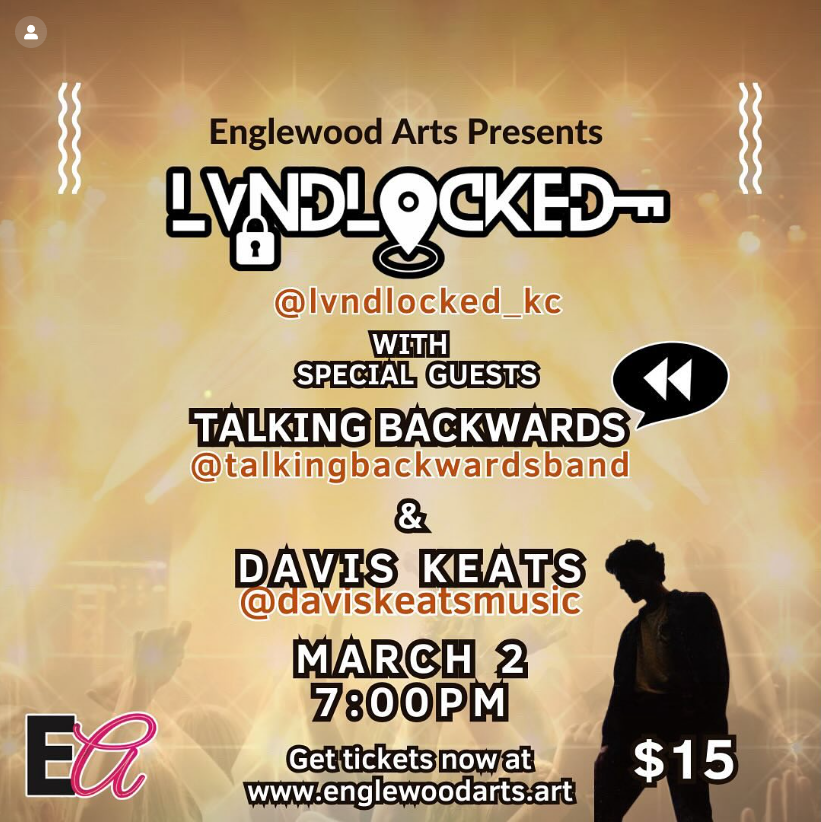 Englewood Arts Presents
LVNDLOCKED
@lvndlocked_kc
WITH
SPECIAL GUESTS
TALKING BACKWARDS
@talkingbackwardsband
&
DAVIS KEATS
@daviskeatsmusic
MARCH 2
7:00PM
Get tickets now at
www.englewoodarts.art
$15
EA